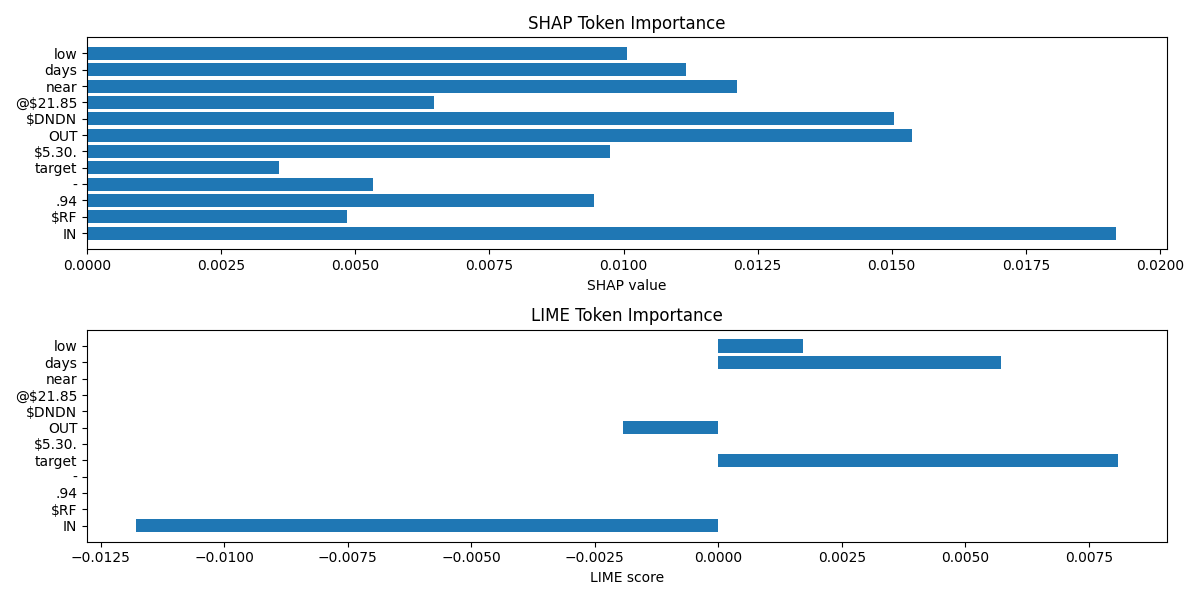 SHAP Token Importance
low
days
near
@$21.85
$DNDN
OUT
$5.30.
target
-
.94
$RF
IN
0.0000 0.0025 0.0050 0.0075 0.0100 0.0125 0.0150 0.0175 0.0200
SHAP value
LIME Token Importance
low
days
near
@$21.85
$DNDN
OUT
$5.30.
target
-
.94
$RF
IN
−0.0125 −0.0100 −0.0075 −0.0050 −0.0025 0.0000 0.0025 0.0050 0.0075
LIME score